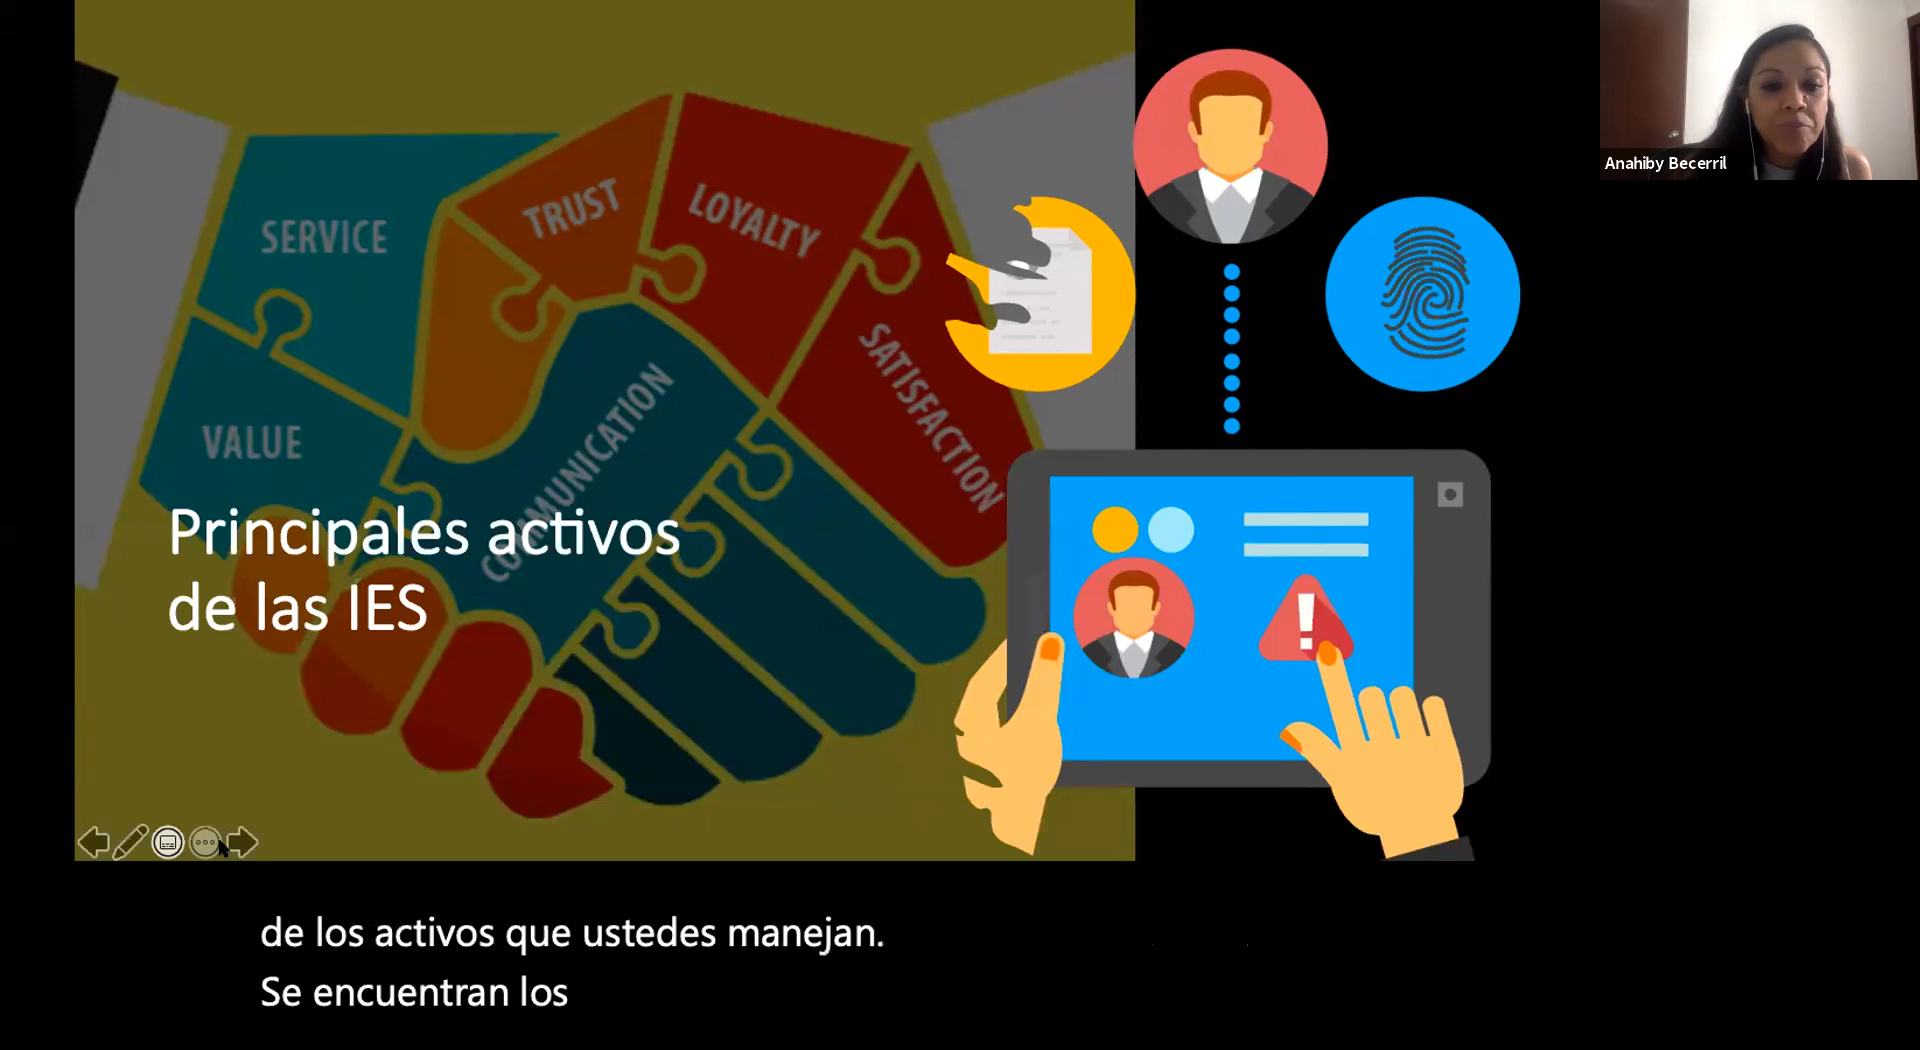 SERVICE
TRUST
LOYALTY
VALUE
COMMUNICATION
SATISFACTION
Principales activos
de las IES
!
Anahiby Becerril
de los activos que ustedes manejan.
Se encuentran los